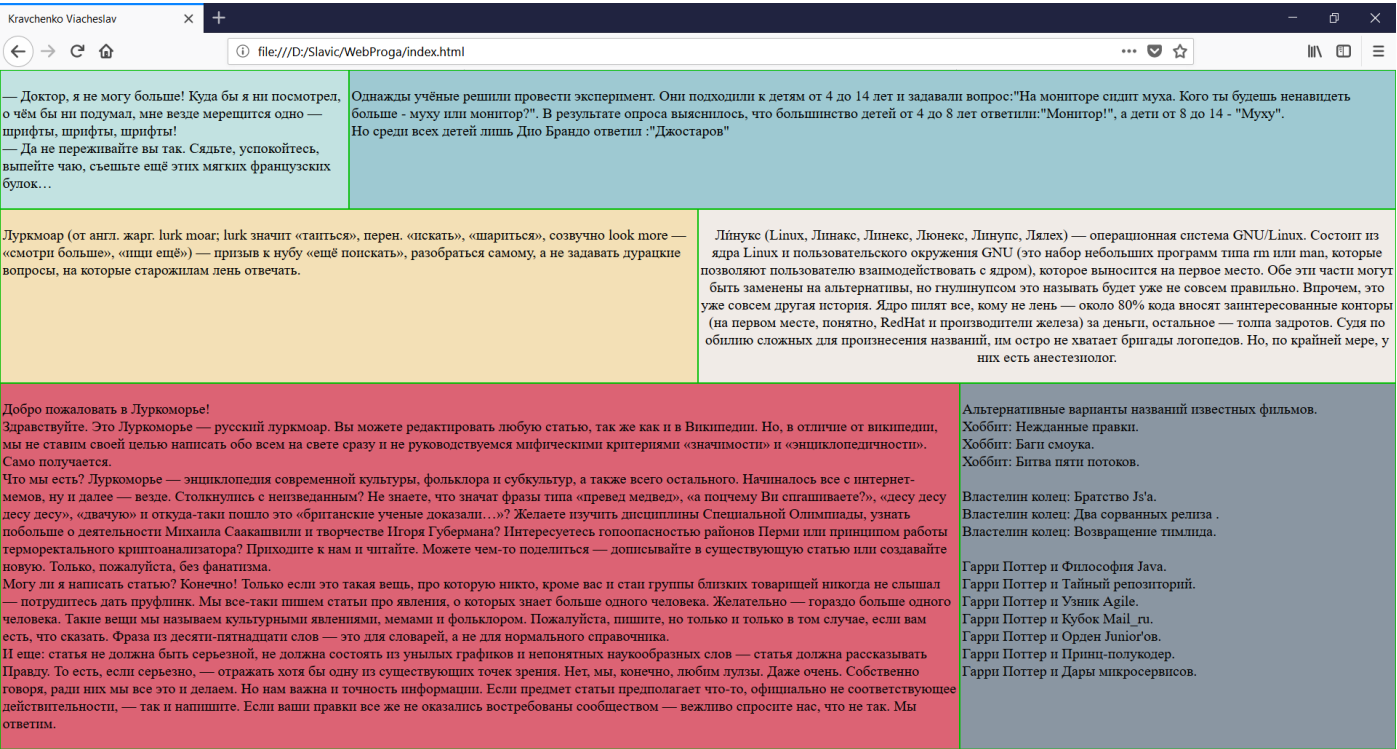 Kravchenko Viacheslav
file:///D:/Slavic/WebProga/index.html
— Доктор, я не могу больше! Куда бы я ни посмотрел,
о чём бы ни подумал, мне везде мерещится одно —
шрифты, шрифты, шрифты!
— Да не переживайте вы так. Сядьте, успокойтесь,
выпейте чаю, съешьте ещё этих мягких французских
булок…
Однажды учёные решили провести эксперимент. Они подходили к детям от 4 до 14 лет и задавали вопрос:"На мониторе сидит муха. Кого ты будешь ненавидеть
больше - муху или монитор?". В результате опроса выяснилось, что большинство детей от 4 до 8 лет ответили:"Монитор!", а дети от 8 до 14 - "Муху".
Но среди всех детей лишь Дио Брандо ответил :"Джостаров"
Луркмоар (от англ. жарг. lurk moar; lurk значит «таиться», перен. «искать», «шариться», созвучно look more —
«смотри больше», «ищи ещё») — призыв к нубу «ещё поискать», разобраться самому, а не задавать дурацкие
вопросы, на которые старожилам лень отвечать.
Ли́нукс (Linux, Линакс, Линекс, Люнекс, Линупс, Лялех) — операционная система GNU/Linux. Состоит из
ядра Linux и пользовательского окружения GNU (это набор небольших программ типа rm или man, которые
позволяют пользователю взаимодействовать с ядром), которое выносится на первое место. Обе эти части могут
быть заменены на альтернативы, но гнулинупсом это называть будет уже не совсем правильно. Впрочем, это
уже совсем другая история. Ядро пилят все, кому не лень — около 80% кода вносят заинтересованные конторы
(на первом месте, понятно, RedHat и производители железа) за деньги, остальное — толпа задротов. Судя по
обилию сложных для произнесения названий, им остро не хватает бригады логопедов. Но, по крайней мере, у
них есть анестезиолог.
Добро пожаловать в Луркоморье!
Здравствуйте. Это Луркоморье — русский луркмоар. Вы можете редактировать любую статью, так же как и в Википедии. Но, в отличие от википедии,
мы не ставим своей целью написать обо всем на свете сразу и не руководствуемся мифическими критериями «значимости» и «энциклопедичности».
Само получается.
Что мы есть? Луркоморье — энциклопедия современной культуры, фольклора и субкультур, а также всего остального. Начиналось все с интернет-
мемов, ну и далее — везде. Столкнулись с неизведанным? Не знаете, что значат фразы типа «превед медвед», «а поцчему Ви спгашиваете?», «десу десу
десу десу», «двачую» и откуда-таки пошло это «британские ученые доказали…»? Желаете изучить дисциплины Специальной Олимпиады, узнать
побольше о деятельности Михаила Саакашвили и творчестве Игоря Губермана? Интересуетесь гопоопасностью районов Перми или принципом работы
терморектального криптоанализатора? Приходите к нам и читайте. Можете чем-то поделиться — дописывайте в существующую статью или создавайте
новую. Только, пожалуйста, без фанатизма.
Могу ли я написать статью? Конечно! Только если это такая вещь, про которую никто, кроме вас и стаи группы близких товарищей никогда не слышал
— потрудитесь дать пруфлинк. Мы все-таки пишем статьи про явления, о которых знает больше одного человека. Желательно — гораздо больше одного
человека. Такие вещи мы называем культурными явлениями, мемами и фольклором. Пожалуйста, пишите, но только и только в том случае, если вам
есть, что сказать. Фраза из десяти-пятнадцати слов — это для словарей, а не для нормального справочника.
И еще: статья не должна быть серьезной, не должна состоять из унылых графиков и непонятных наукообразных слов — статья должна рассказывать
Правду. То есть, если серьезно, — отражать хотя бы одну из существующих точек зрения. Нет, мы, конечно, любим лулзы. Даже очень. Собственно
говоря, ради них мы все это и делаем. Но нам важна и точность информации. Если предмет статьи предполагает что-то, официально не соответствующее
действительности, — так и напишите. Если ваши правки все же не оказались востребованы сообществом — вежливо спросите нас, что не так. Мы
ответим.
Альтернативные варианты названий известных фильмов.
Хоббит: Нежданные правки.
Хоббит: Баги смоука.
Хоббит: Битва пяти потоков.
Властелин колец: Братство Js'а.
Властелин колец: Два сорванных релиза .
Властелин колец: Возвращение тимлида.
Гарри Поттер и Философия Java.
Гарри Поттер и Тайный репозиторий.
Гарри Поттер и Узник Agile.
Гарри Поттер и Кубок Mail_ru.
Гарри Поттер и Орден Junior'ов.
Гарри Поттер и Принц-полукодер.
Гарри Поттер и Дары микросервисов.